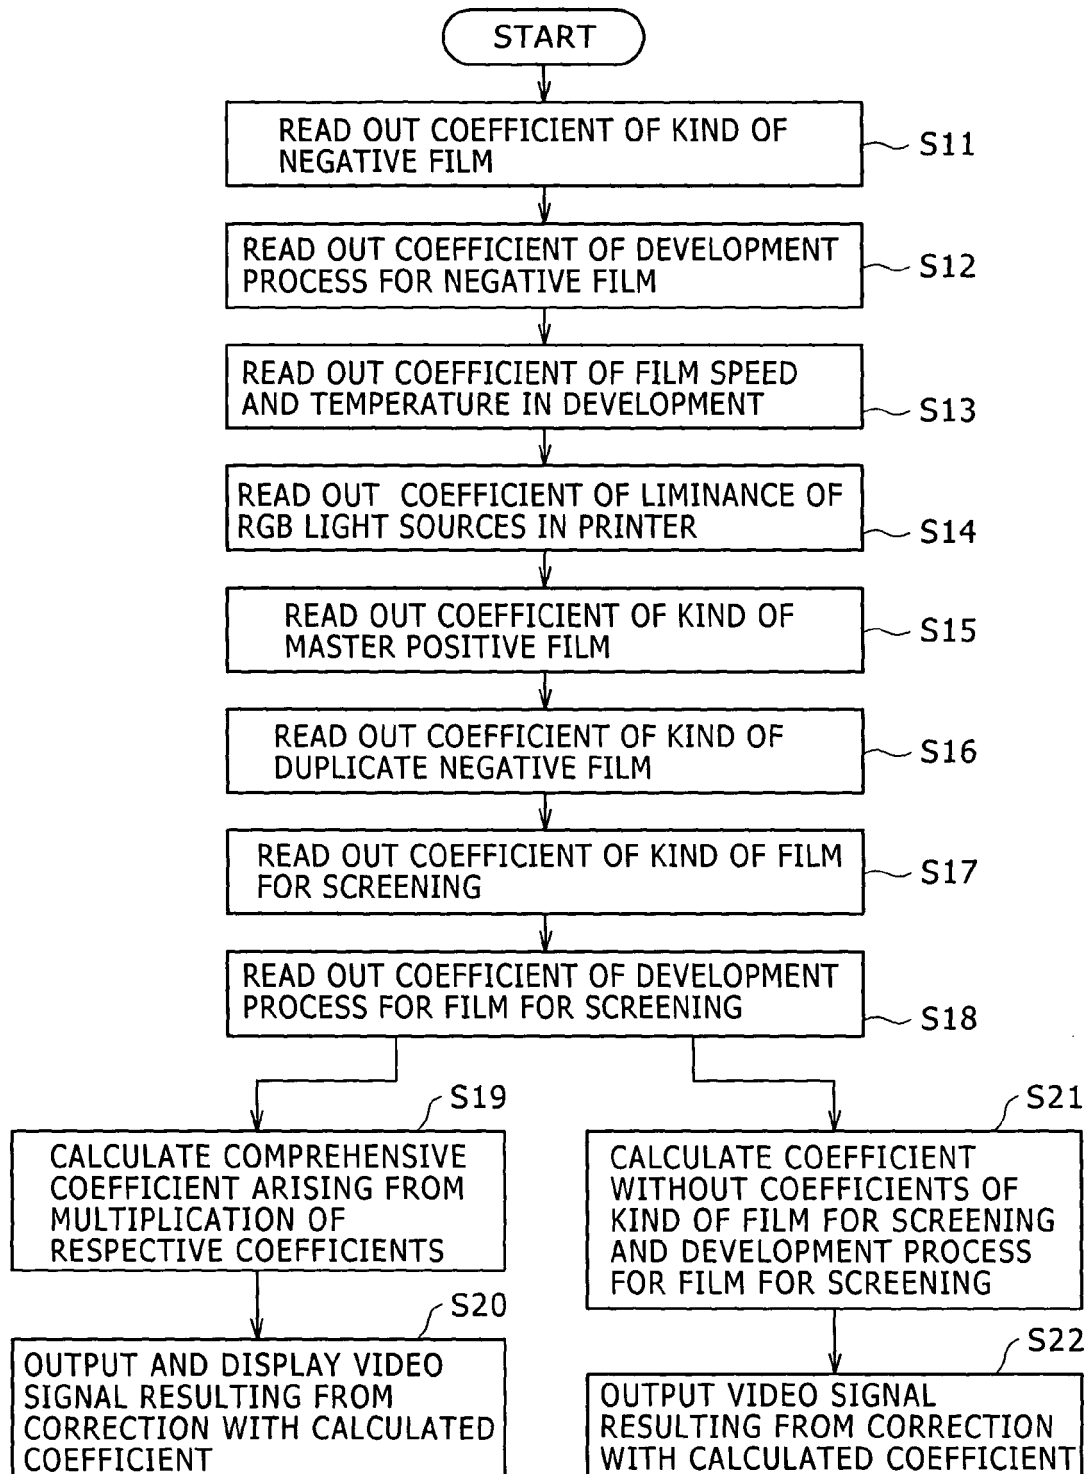 START
READ OUT COEFFICIENT OF KIND OF
NEGATIVE FILM
S11
READ OUT COEFFICIENT OF DEVELOPMENT
PROCESS FOR NEGATIVE FILM
S12
READ OUT COEFFICIENT OF FILM SPEED
AND TEMPERATURE IN DEVELOPMENT
S13
READ OUT COEFFICIENT OF LIMINANCE OF
RGB LIGHT SOURCES IN PRINTER
S14
READ OUT COEFFICIENT OF KIND OF
MASTER POSITIVE FILM
S15
READ OUT COEFFICIENT OF KIND OF
DUPLICATE NEGATIVE FILM
S16
READ OUT COEFFICIENT OF KIND OF FILM
FOR SCREENING
S17
READ OUT COEFFICIENT OF DEVELOPMENT
PROCESS FOR FILM FOR SCREENING
S18
S19
CALCULATE COMPREHENSIVE
COEFFICIENT ARISING FROM
MULTIPLICATION OF
RESPECTIVE COEFFICIENTS
S20
OUTPUT AND DISPLAY VIDEO
SIGNAL RESULTING FROM
CORRECTION WITH CALCULATED
COEFFICIENT
S21
CALCULATE COEFFICIENT
WITHOUT COEFFICIENTS OF
KIND OF FILM FOR SCREENING
AND DEVELOPMENT PROCESS
FOR FILM FOR SCREENING
S22
OUTPUT VIDEO SIGNAL
RESULTING FROM CORRECTION
WITH CALCULATED COEFFICIENT